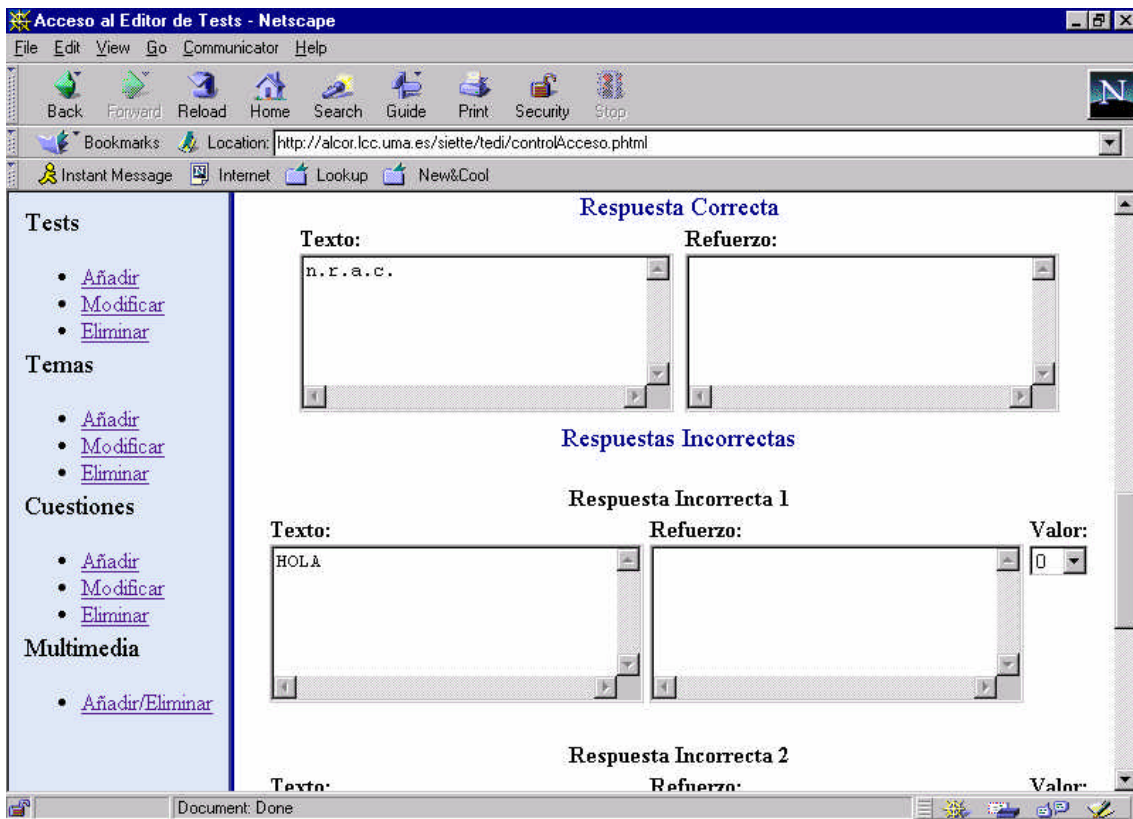 Acceso al Editor de Tests - Netscape
File Edit View Go Communicator Help
Back Forward Reload Home Search Guide Print Security Stop
N
Bookmarks Location: http://alcor.lcc.uma.es/siette/tedi/controlAcceso.phtml
Instant Message Internet Lookup New&Cool
Tests
Añadir
Modificar
Eliminar
Temas
Añadir
Modificar
Eliminar
Cuestiones
Añadir
Modificar
Eliminar
Multimedia
Añadir/Eliminar
Respuesta Correcta
Texto: Refuerzo:
n.r.a.c.
Respuestas Incorrectas
Respuesta Incorrecta 1
Texto: Refuerzo: Valor:
HOLA 0
Respuesta Incorrecta 2
Texto: Refuerzo: Valor:
Document: Done